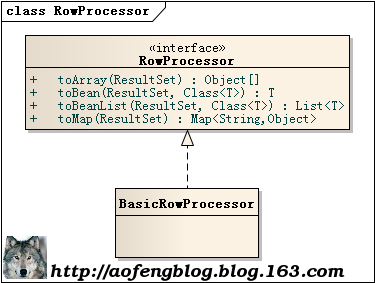 class RowProcessor
«interface»
RowProcessor
+ toArray(ResultSet) : Object[]
+ toBean(ResultSet, Class<T>) : T
+ toBeanList(ResultSet, Class<T>) : List<T>
+ toMap(ResultSet) : Map<String,Object>
BasicRowProcessor
http://aofengblog.blog.163.com